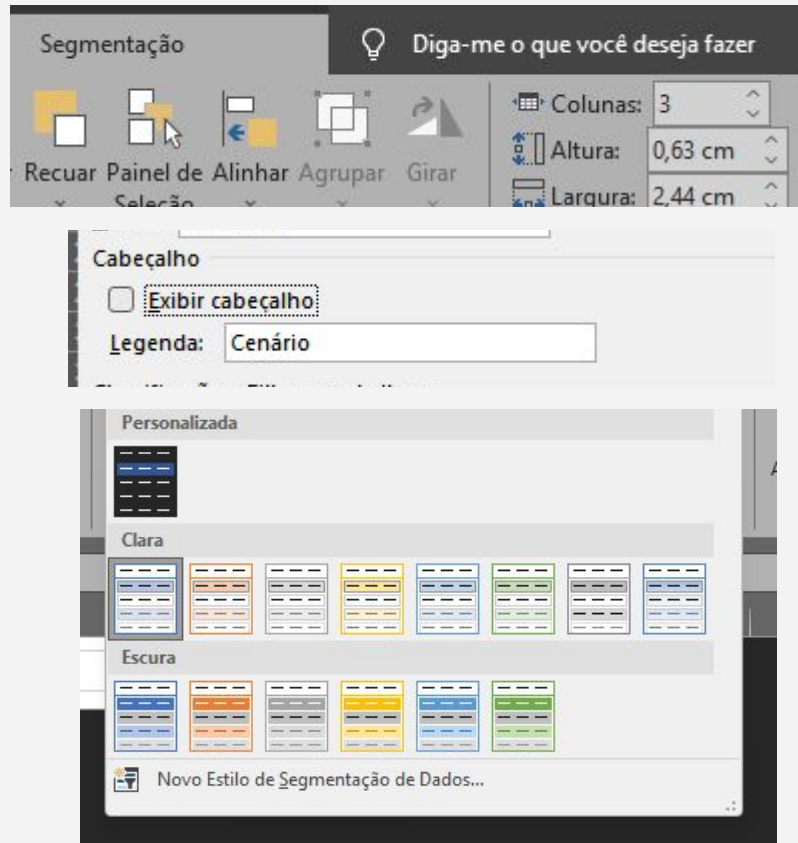 Segmentação
Diga-me o que você deseja fazer
Colunas: 3
Altura: 0,63 cm
Recuar Painel de Alinhar Agrupar Girar
Seleção
Largura: 2,44 cm
Cabeçalho
Exibir cabeçalho
Legenda: Cenário
Personalizada
Clara
Escura
Novo Estilo de Segmentação de Dados...